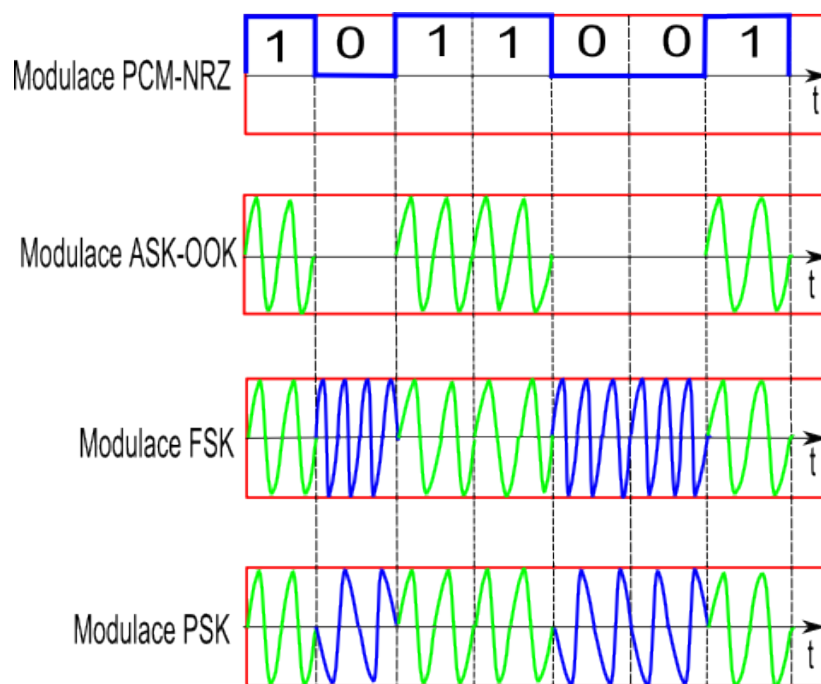 1 0 1 1 0 0 1
Modulace PCM-NRZ
t
Modulace ASK-OOK
t
Modulace FSK
t
Modulace PSK
t